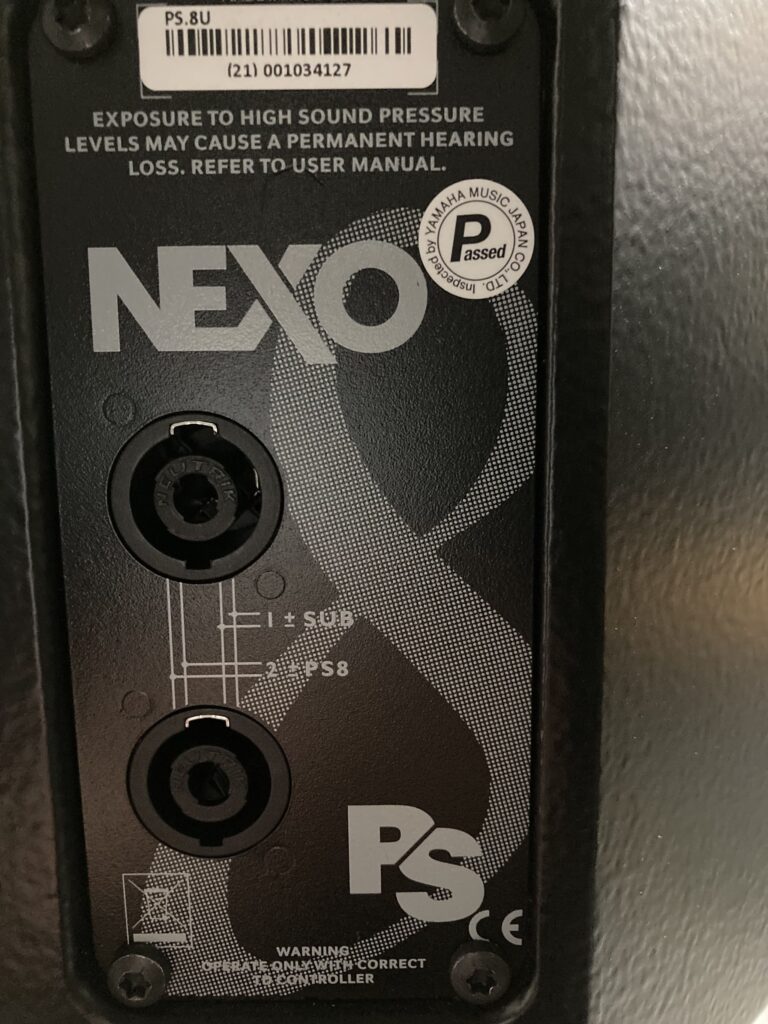 PS.8U
(21) 001034127
EXPOSURE TO HIGH SOUND PRESSURE
LEVELS MAY CAUSE A PERMANENT HEARING
LOSS. REFER TO USER MANUAL.
Inspected by YAMAHA MUSIC JAPAN CO.,LTD.
Passed
NEXO
NEUTRIK
1 ± SUB
2 ± PS8
PS
CE
WARNING:
OPERATE ONLY WITH CORRECT
TD CONTROLLER